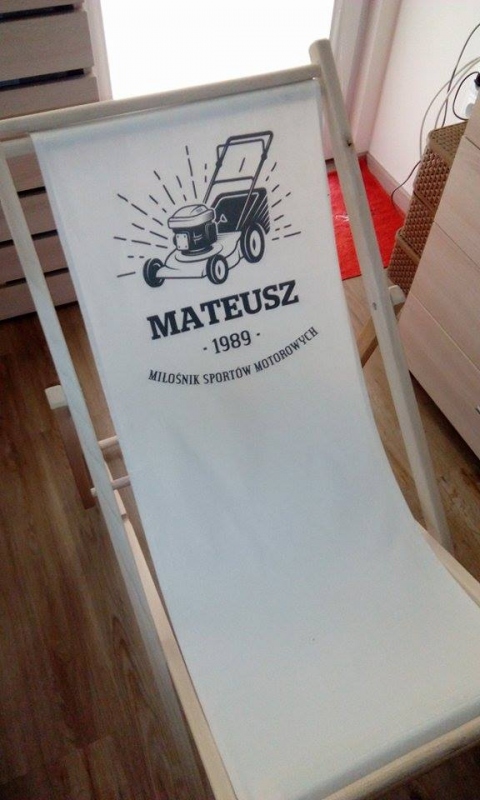 MATEUSZ
- 1989 -
MIŁOŚNIK SPORTÓW MOTOROWYCH